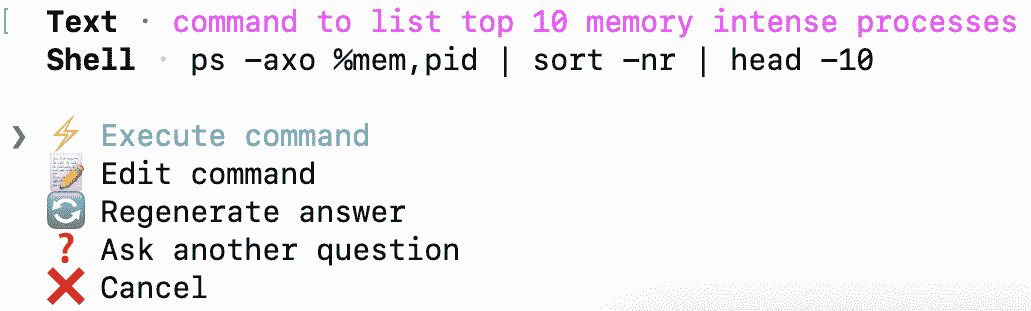 Text · command to list top 10 memory intense processes
Shell · ps -axo %mem,pid | sort -nr | head -10
❯ ⚡ Execute command
📝 Edit command
🔄 Regenerate answer
❓ Ask another question
❌ Cancel